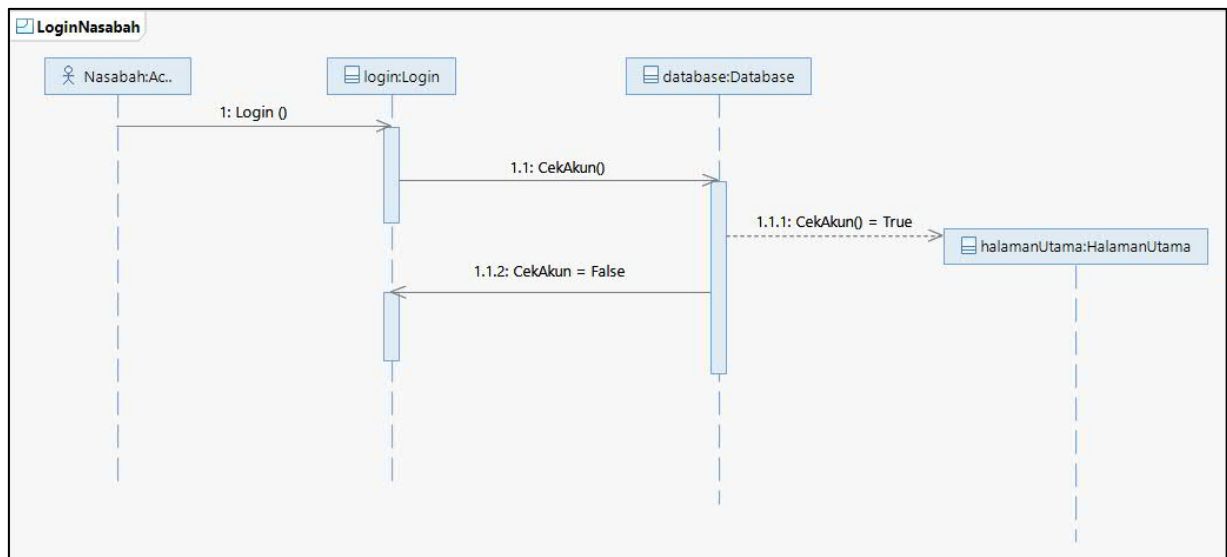 LoginNasabah
Nasabah:Ac..
login:Login
database:Database
1: Login ()
1.1: CekAkun()
1.1.1: CekAkun() = True
halamanUtama:HalamanUtama
1.1.2: CekAkun = False